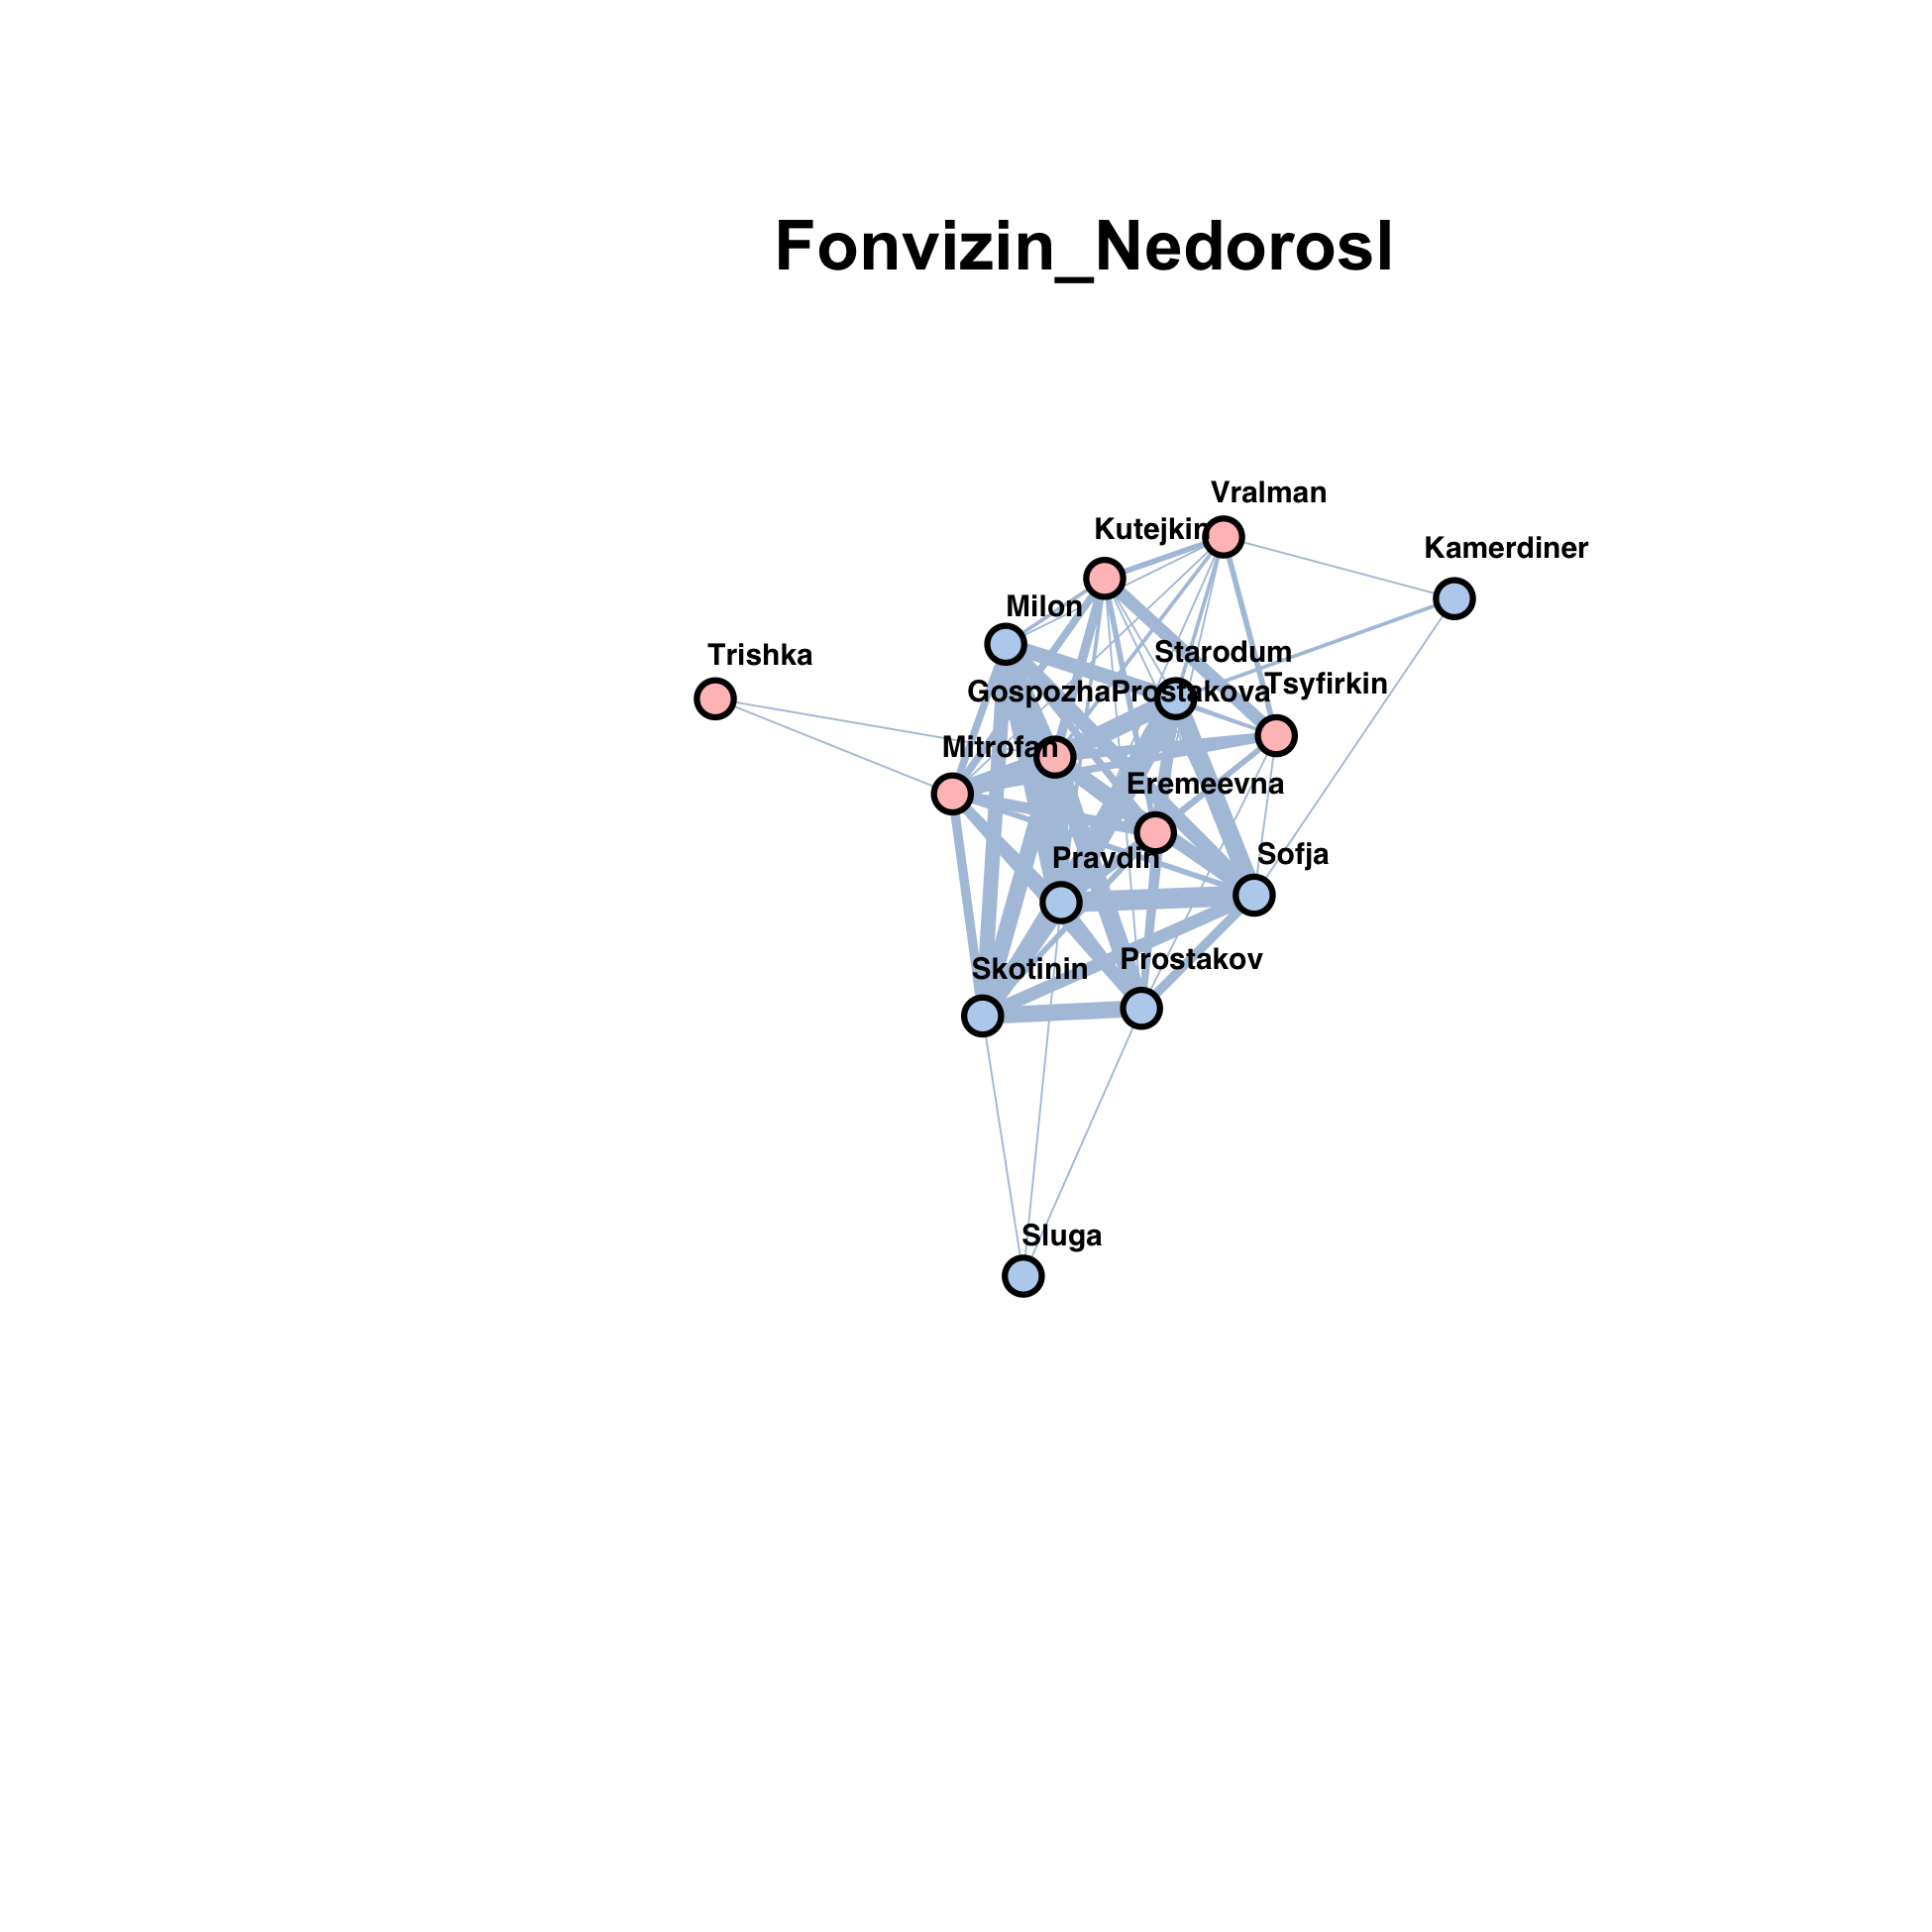 Fonvizin_Nedorosl
Vralman
Kutejkin
Kamerdiner
Milon
Starodum
Trishka
Tsyfirkin
GospozhaProstakova
Mitrofan
Eremeevna
Sofja
Pravdin
Prostakov
Skotinin
Sluga